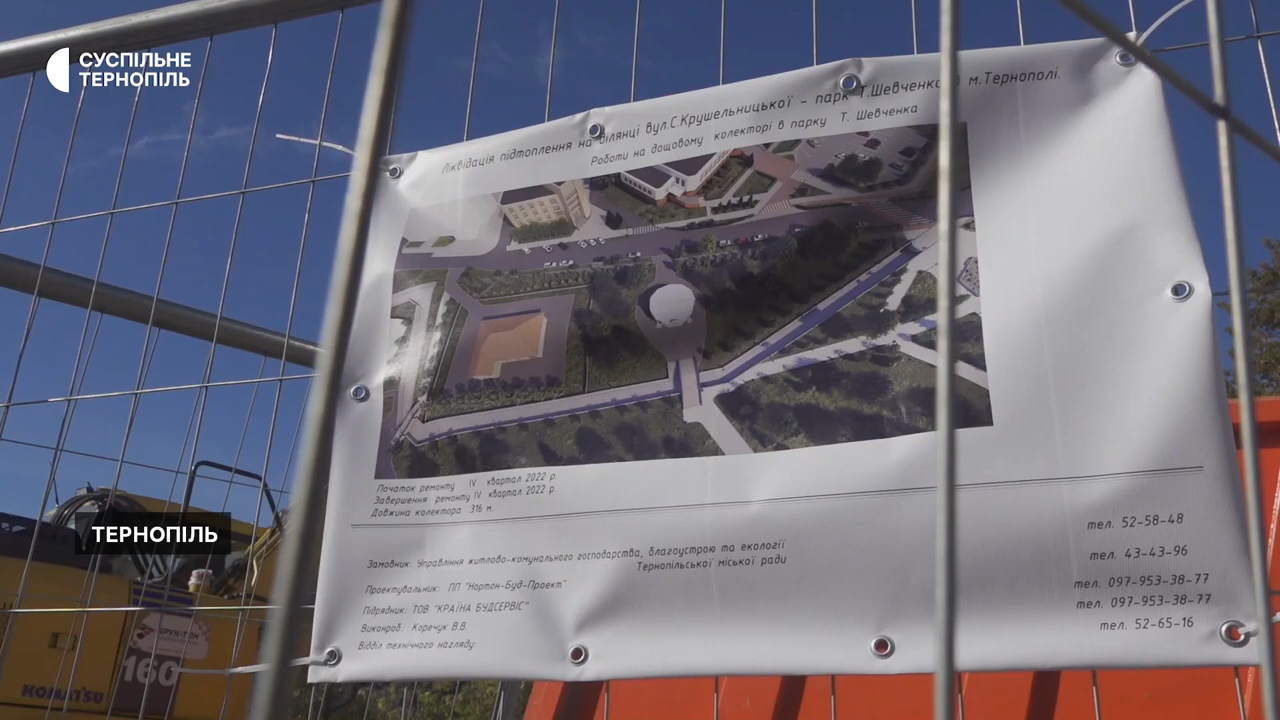 СУСПІЛЬНЕ
ТЕРНОПІЛЬ
Ліквідація підтоплення на ділянці вул.С.Крушельницької – парк Т.Шевченка в м.Тернополі.
Роботи на дощовому колекторі в парку Т. Шевченка
Початок ремонту IV квартал 2022 р.
Завершення ремонту IV квартал 2022 р.
Довжина колектора 316 м.
Замовник: Управління житлово-комунального господарства, благоустрою та екології
Тернопільської міської ради
тел. 52-58-48
Проектувальник: ПП "Нортон-Буд-Проект"
тел. 43-43-96
Підрядник: ТОВ "КРАЇНА БУДСЕРВІС"
тел. 097-953-38-77
Виконроб: Коречук В.В.
тел. 097-953-38-77
Відділ технічного нагляду:
тел. 52-65-16
ТЕРНОПІЛЬ
160
KOMATSU